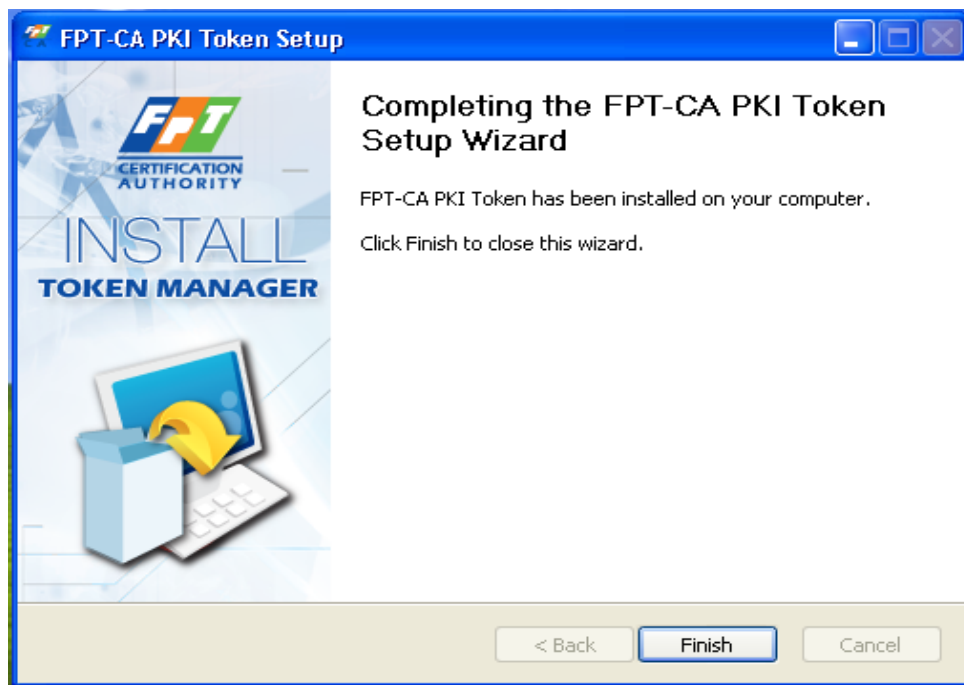 FPT-CA PKI Token Setup
FPT
CERTIFICATION
AUTHORITY
INSTALL
TOKEN MANAGER
Completing the FPT-CA PKI Token
Setup Wizard
FPT-CA PKI Token has been installed on your computer.
Click Finish to close this wizard.
< Back
Finish
Cancel